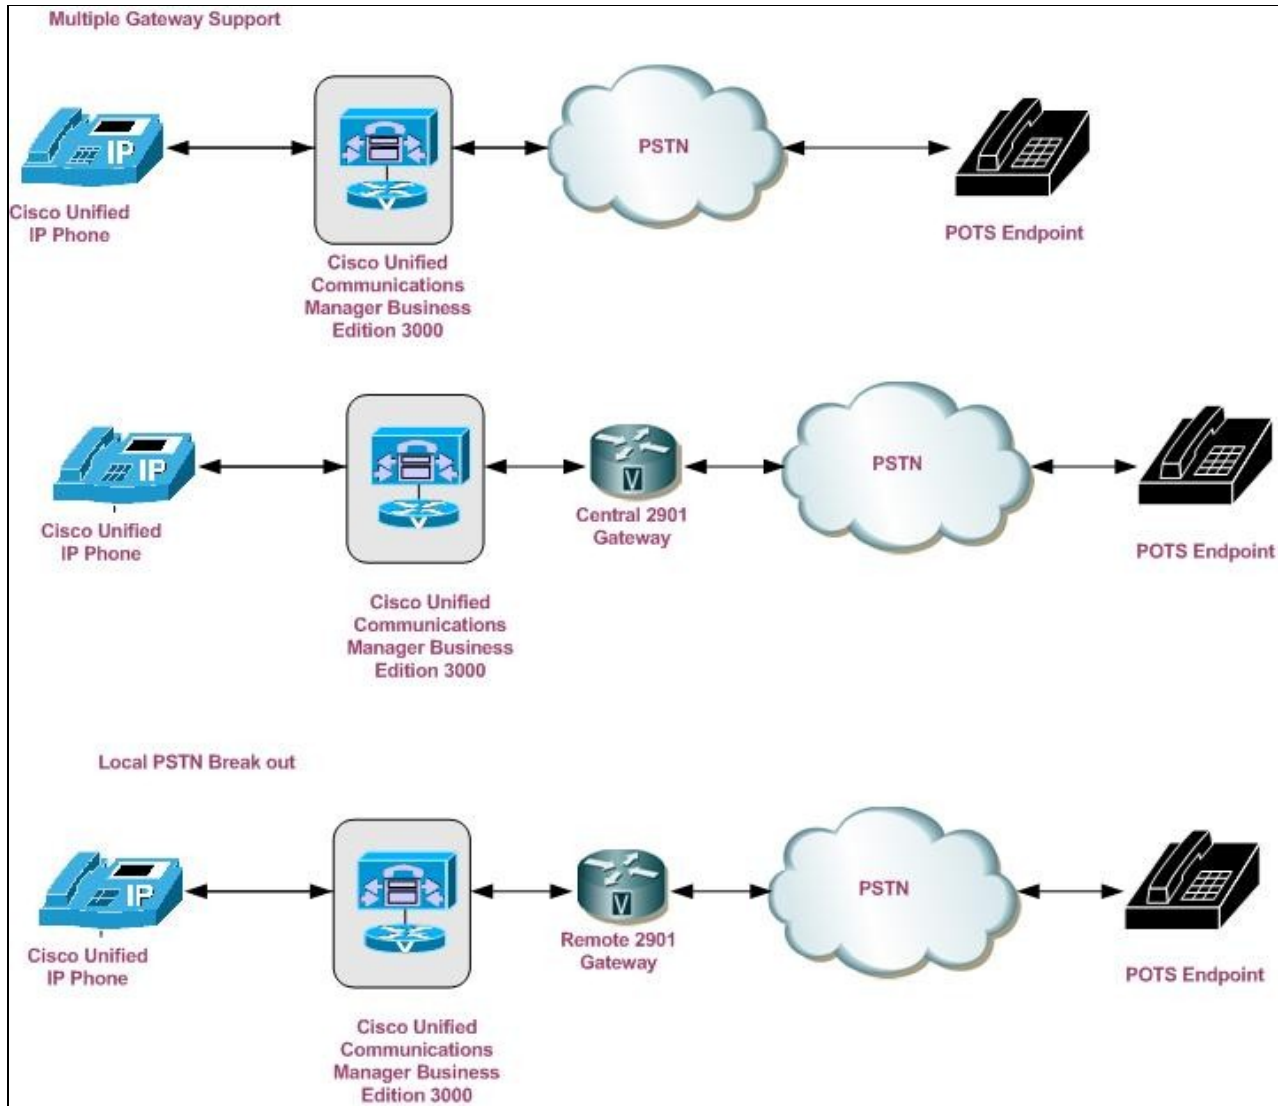 Multiple Gateway Support
IP
PSTN
Cisco Unified
IP Phone
POTS Endpoint
Cisco Unified
Communications
Manager Business
Edition 3000
IP
V
PSTN
Cisco Unified
IP Phone
Central 2901
Gateway
POTS Endpoint
Cisco Unified
Communications
Manager Business
Edition 3000
Local PSTN Break out
IP
V
PSTN
Cisco Unified
IP Phone
Remote 2901
Gateway
POTS Endpoint
Cisco Unified
Communications
Manager Business
Edition 3000